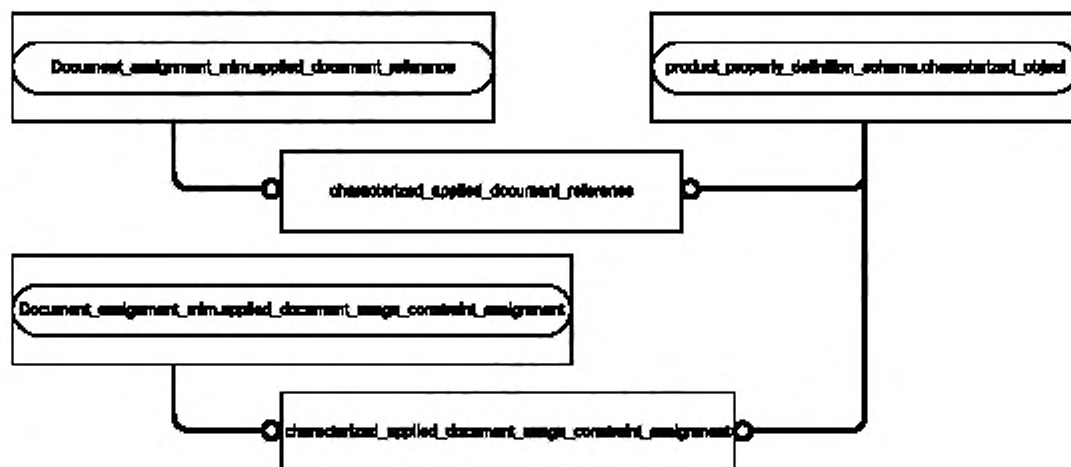 Document_assignment_mim.applied_document_reference
product_property_definition_schema.characterized_object
characterized_applied_document_reference
Document_assignment_mim.applied_document_usage_constraint_assignment
characterized_applied_document_usage_constraint_assignment